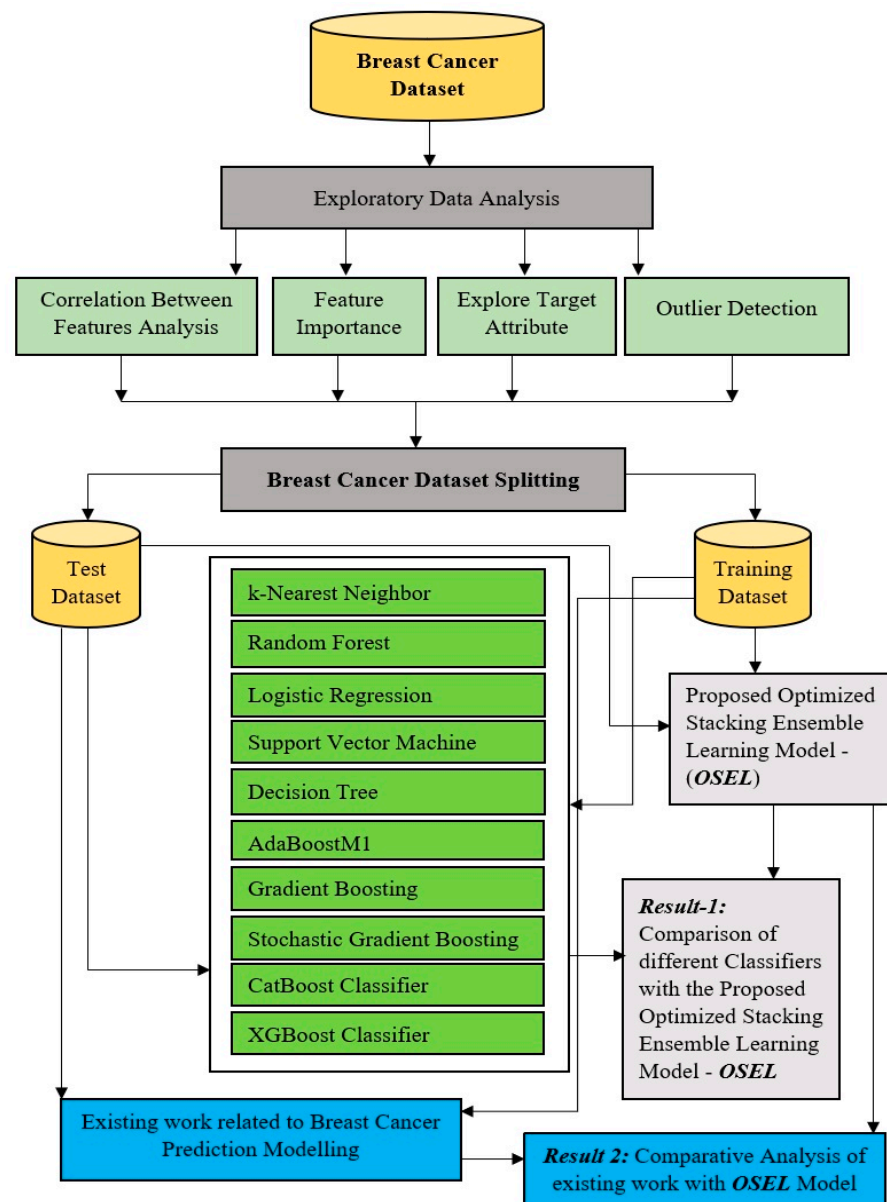 Breast Cancer
Dataset
Exploratory Data Analysis
Correlation Between
Features Analysis
Feature
Importance
Explore Target
Attribute
Outlier Detection
Breast Cancer Dataset Splitting
Test
Dataset
Training
Dataset
k-Nearest Neighbor
Random Forest
Logistic Regression
Support Vector Machine
Decision Tree
AdaBoostM1
Gradient Boosting
Stochastic Gradient Boosting
CatBoost Classifier
XGBoost Classifier
Proposed Optimized
Stacking Ensemble
Learning Model -
(OSEL)
Result-1:
Comparison of
different Classifiers
with the Proposed
Optimized Stacking
Ensemble Learning
Model - OSEL
Existing work related to Breast Cancer
Prediction Modelling
Result 2: Comparative Analysis of
existing work with OSEL Model